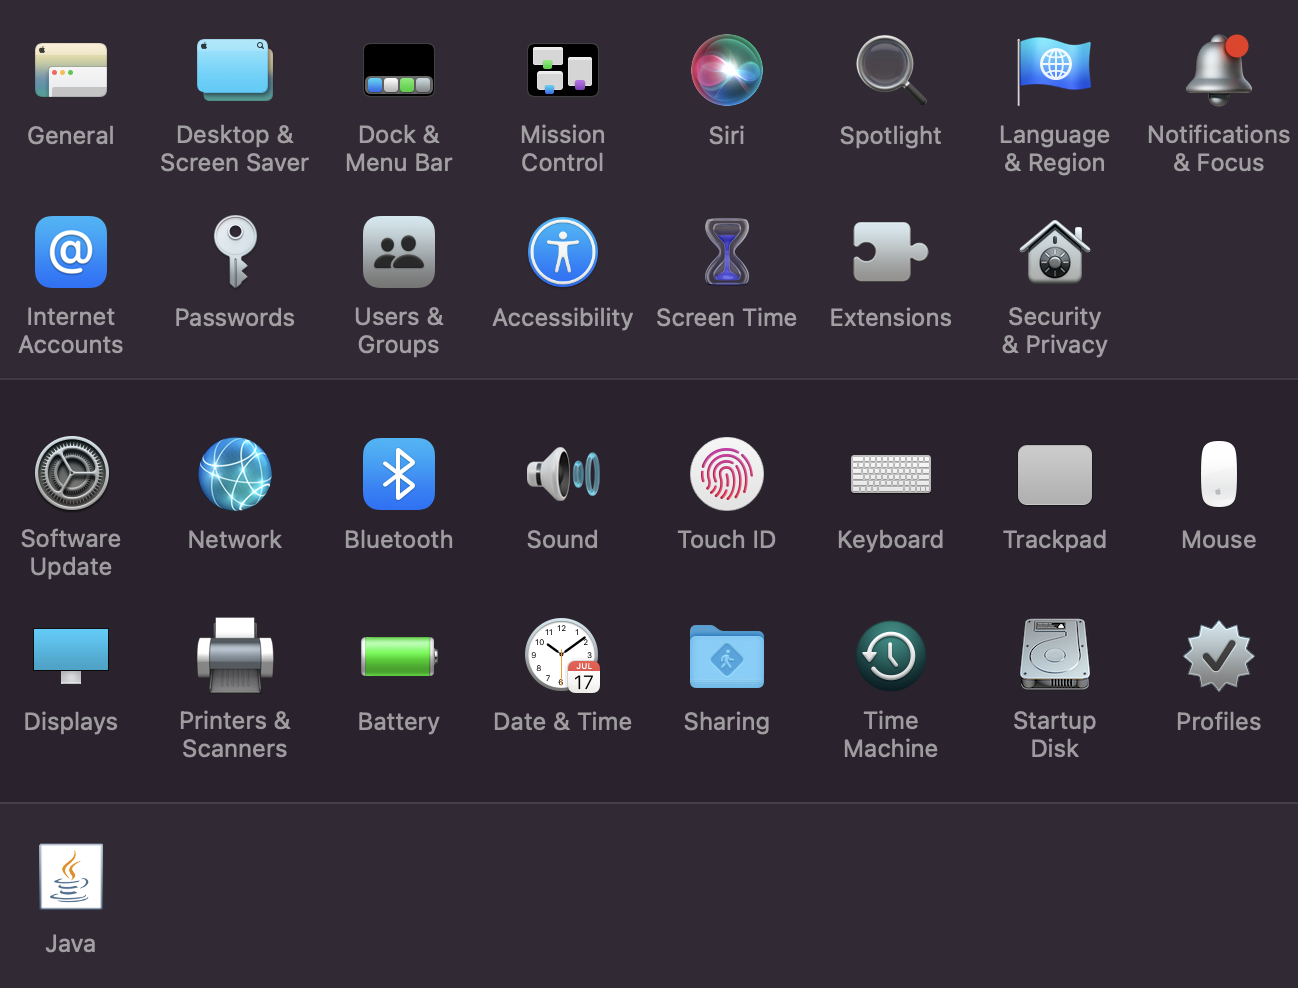 General
Desktop &
Screen Saver
Dock &
Menu Bar
Mission
Control
Siri
Spotlight
Language
& Region
Notifications
& Focus
@
Internet
Accounts
Passwords
Users &
Groups
Accessibility
Screen Time
Extensions
Security
& Privacy
Software
Update
Network
Bluetooth
Sound
Touch ID
Keyboard
Trackpad
Mouse
Displays
Printers &
Scanners
Battery
12
1
2
3
6
7
8
9
10
11
JUL
17
Date & Time
Sharing
Time
Machine
Startup
Disk
Profiles
Java